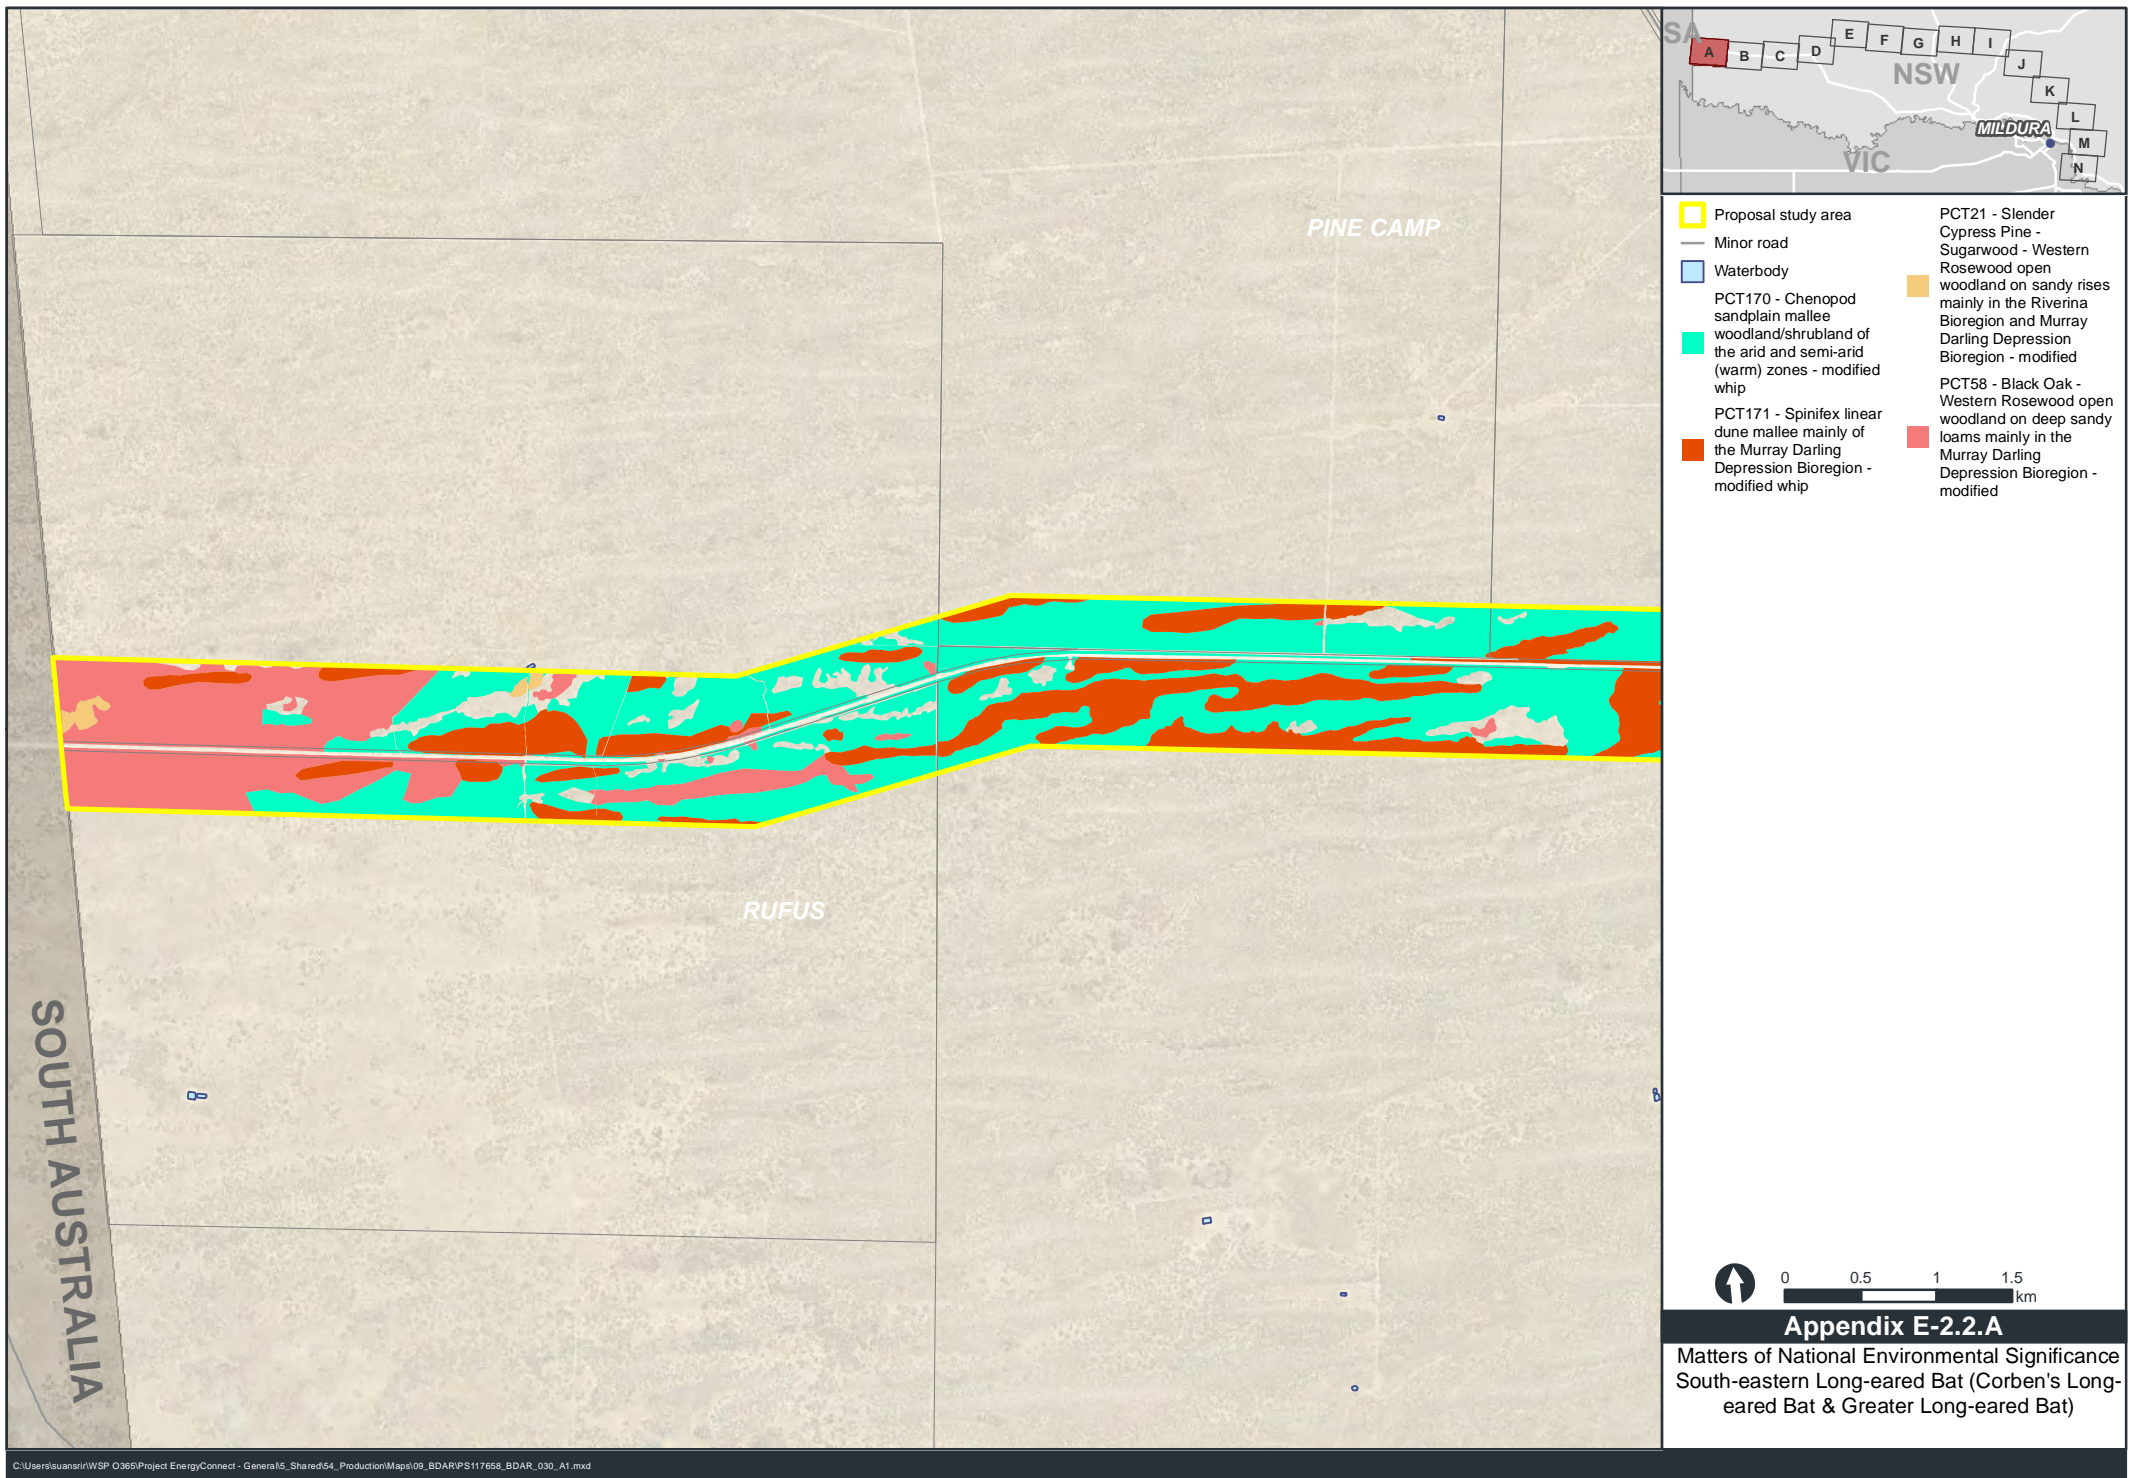 SA
A
B
C
D
E
F
G
H
I
J
K
L
M
N
NSW
MILDURA
VIC
PINE CAMP
RUFUS
SOUTH AUSTRALIA
Proposal study area
Minor road
Waterbody
PCT170 - Chenopod
sandplain mallee
woodland/shrubland of
the arid and semi-arid
(warm) zones - modified
whip
PCT171 - Spinifex linear
dune mallee mainly of
the Murray Darling
Depression Bioregion -
modified whip
PCT21 - Slender
Cypress Pine -
Sugarwood - Western
Rosewood open
woodland on sandy rises
mainly in the Riverina
Bioregion and Murray
Darling Depression
Bioregion - modified
PCT58 - Black Oak -
Western Rosewood open
woodland on deep sandy
loams mainly in the
Murray Darling
Depression Bioregion -
modified
0 0.5 1 1.5
km
Appendix E-2.2.A
Matters of National Environmental Significance
South-eastern Long-eared Bat (Corben's Long-
eared Bat & Greater Long-eared Bat)
C:\Users\suansrir\WSP O365\Project EnergyConnect - General\5_Shared\54_Production\Maps\09_BDAR\PS117658_BDAR_030_A1.mxd